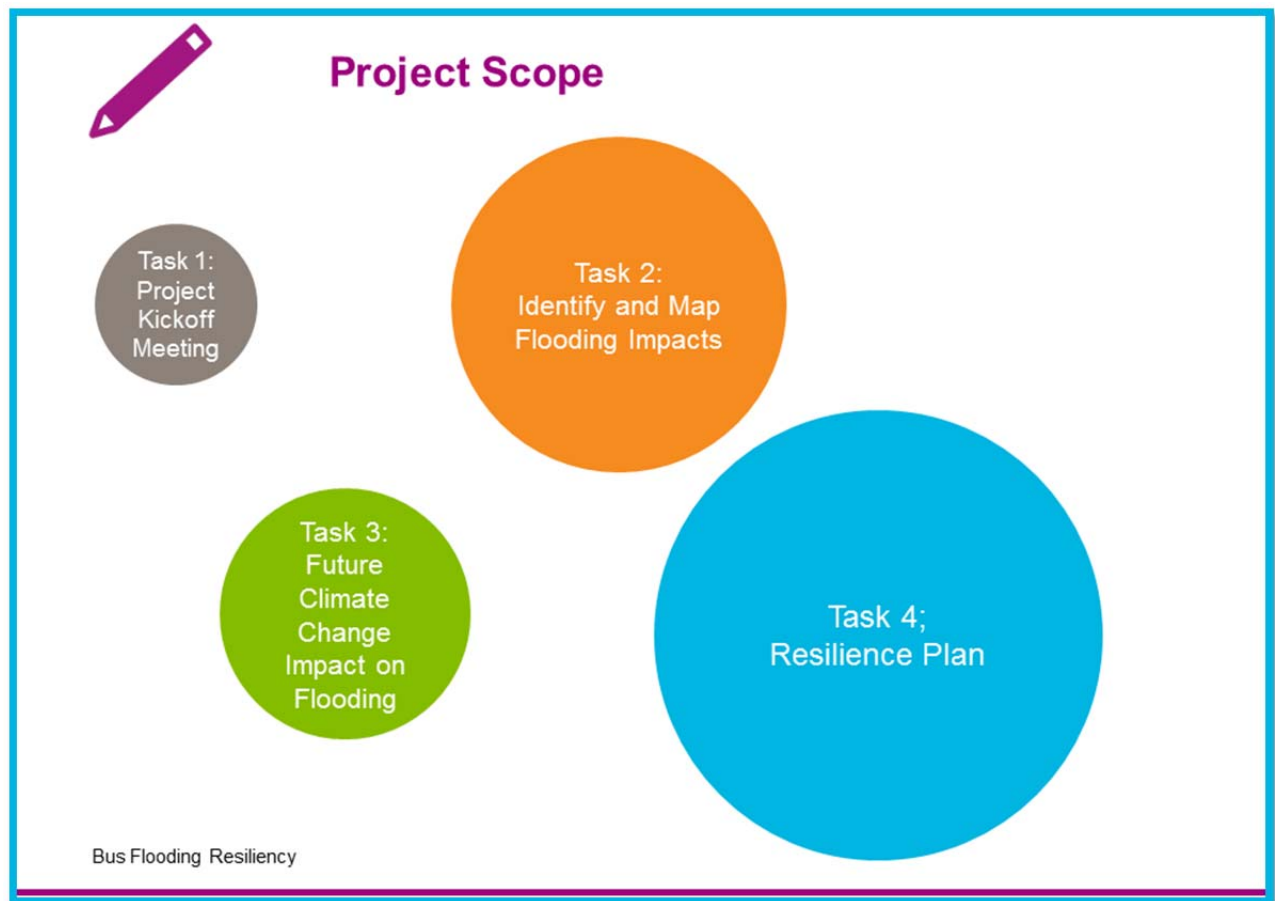 Project Scope
Task 1:
Project
Kickoff
Meeting
Task 2:
Identify and Map
Flooding Impacts
Task 3:
Future
Climate
Change
Impact on
Flooding
Task 4;
Resilience Plan
Bus Flooding Resiliency